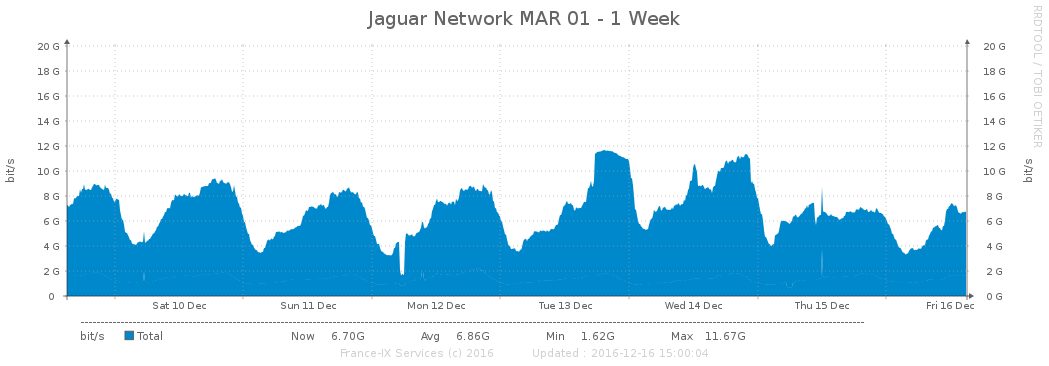 Jaguar Network MAR 01 - 1 Week
RRDTOOL / TOBI OETIKER
bit/s
20 G
18 G
16 G
14 G
12 G
10 G
8 G
6 G
4 G
2 G
0
20 G
18 G
16 G
14 G
12 G
10 G
8 G
6 G
4 G
2 G
0 G
bit/s
Sat 10 Dec Sun 11 Dec Mon 12 Dec Tue 13 Dec Wed 14 Dec Thu 15 Dec Fri 16 Dec
bit/s Total Now 6.70G Avg 6.86G Min 1.62G Max 11.67G
France-IX Services (c) 2016 Updated : 2016-12-16 15:00:04